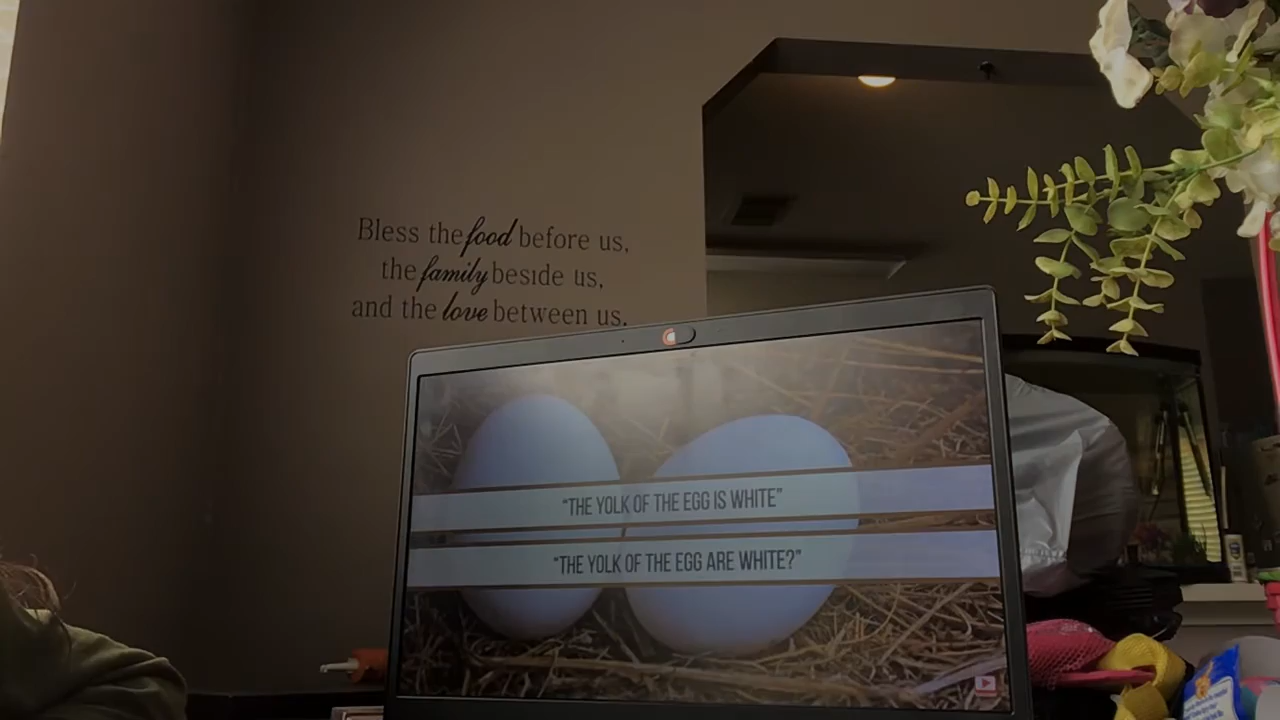 Bless the food before us,
the family beside us,
and the love between us.
“THE YOLK OF THE EGG IS WHITE”
“THE YOLK OF THE EGG ARE WHITE?”